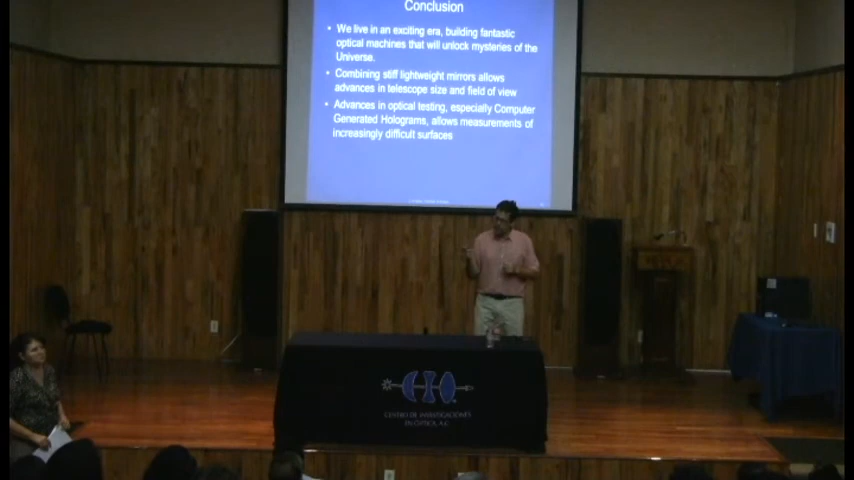 Conclusion
• We live in an exciting era, building fantastic
optical machines that will unlock mysteries of the
Universe.
• Combining stiff lightweight mirrors allows
advances in telescope size and field of view
• Advances in optical testing, especially Computer
Generated Holograms, allows measurements of
increasingly difficult surfaces
CIO
CENTRO DE INVESTIGACIONES
EN ÓPTICA, A.C.